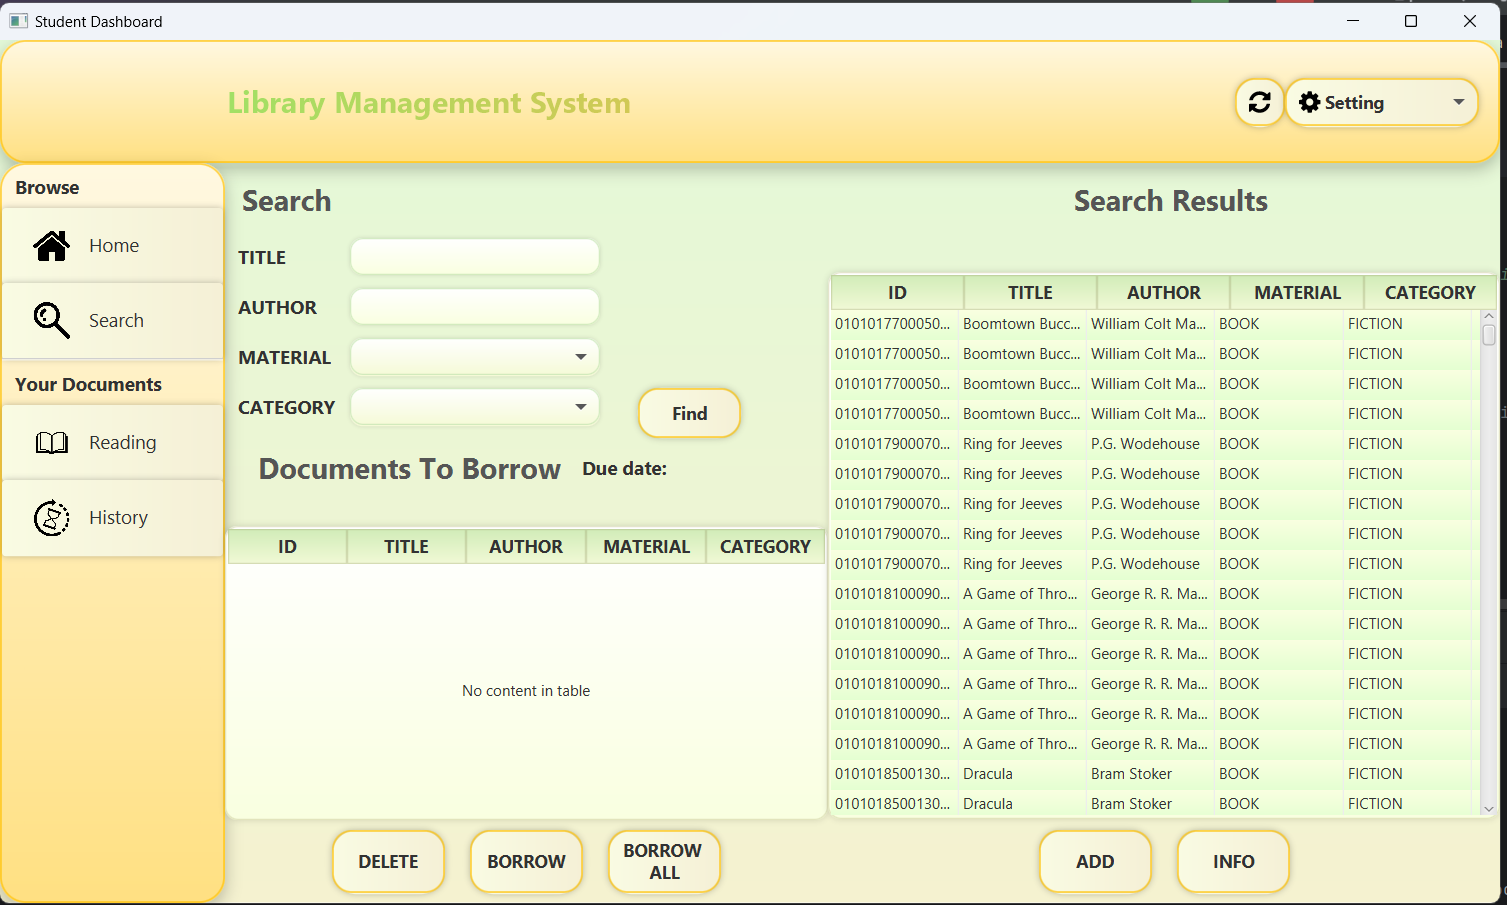 Student Dashboard
Library Management System
Setting
Browse
Home
Search
Your Documents
Reading
History
Search
TITLE
AUTHOR
MATERIAL
CATEGORY
Find
Documents To Borrow Due date:
ID TITLE AUTHOR MATERIAL CATEGORY
No content in table
DELETE
BORROW
BORROW
ALL
Search Results
ID TITLE AUTHOR MATERIAL CATEGORY
0101017700050... Boomtown Bucc... William Colt Ma... BOOK FICTION
0101017700050... Boomtown Bucc... William Colt Ma... BOOK FICTION
0101017700050... Boomtown Bucc... William Colt Ma... BOOK FICTION
0101017700050... Boomtown Bucc... William Colt Ma... BOOK FICTION
0101017900070... Ring for Jeeves P.G. Wodehouse BOOK FICTION
0101017900070... Ring for Jeeves P.G. Wodehouse BOOK FICTION
0101017900070... Ring for Jeeves P.G. Wodehouse BOOK FICTION
0101017900070... Ring for Jeeves P.G. Wodehouse BOOK FICTION
0101017900070... Ring for Jeeves P.G. Wodehouse BOOK FICTION
0101018100090... A Game of Thro... George R. R. Ma... BOOK FICTION
0101018100090... A Game of Thro... George R. R. Ma... BOOK FICTION
0101018100090... A Game of Thro... George R. R. Ma... BOOK FICTION
0101018100090... A Game of Thro... George R. R. Ma... BOOK FICTION
0101018100090... A Game of Thro... George R. R. Ma... BOOK FICTION
0101018100090... A Game of Thro... George R. R. Ma... BOOK FICTION
0101018500130... Dracula Bram Stoker BOOK FICTION
0101018500130... Dracula Bram Stoker BOOK FICTION
ADD
INFO